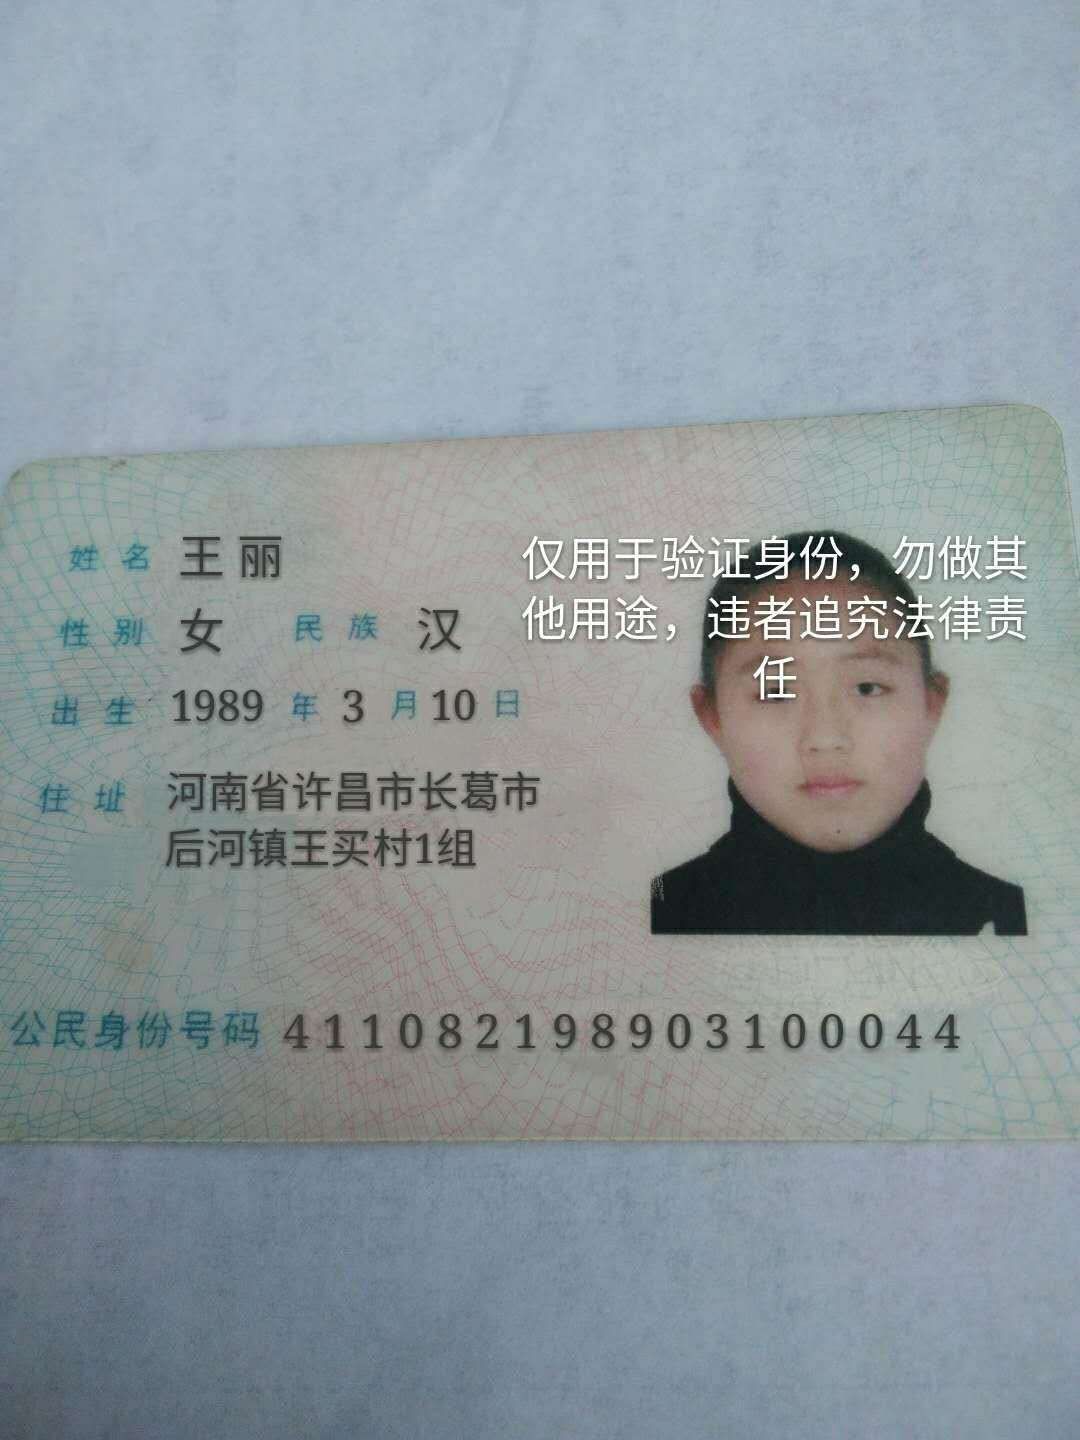 姓名 王丽
仅用于验证身份，勿做其
他用途，违者追究法律责
任
性别 女 民族 汉
出生 1989 年 3 月 10 日
住址 河南省许昌市长葛市
后河镇王买村1组
公民身份号码 411082198903100044